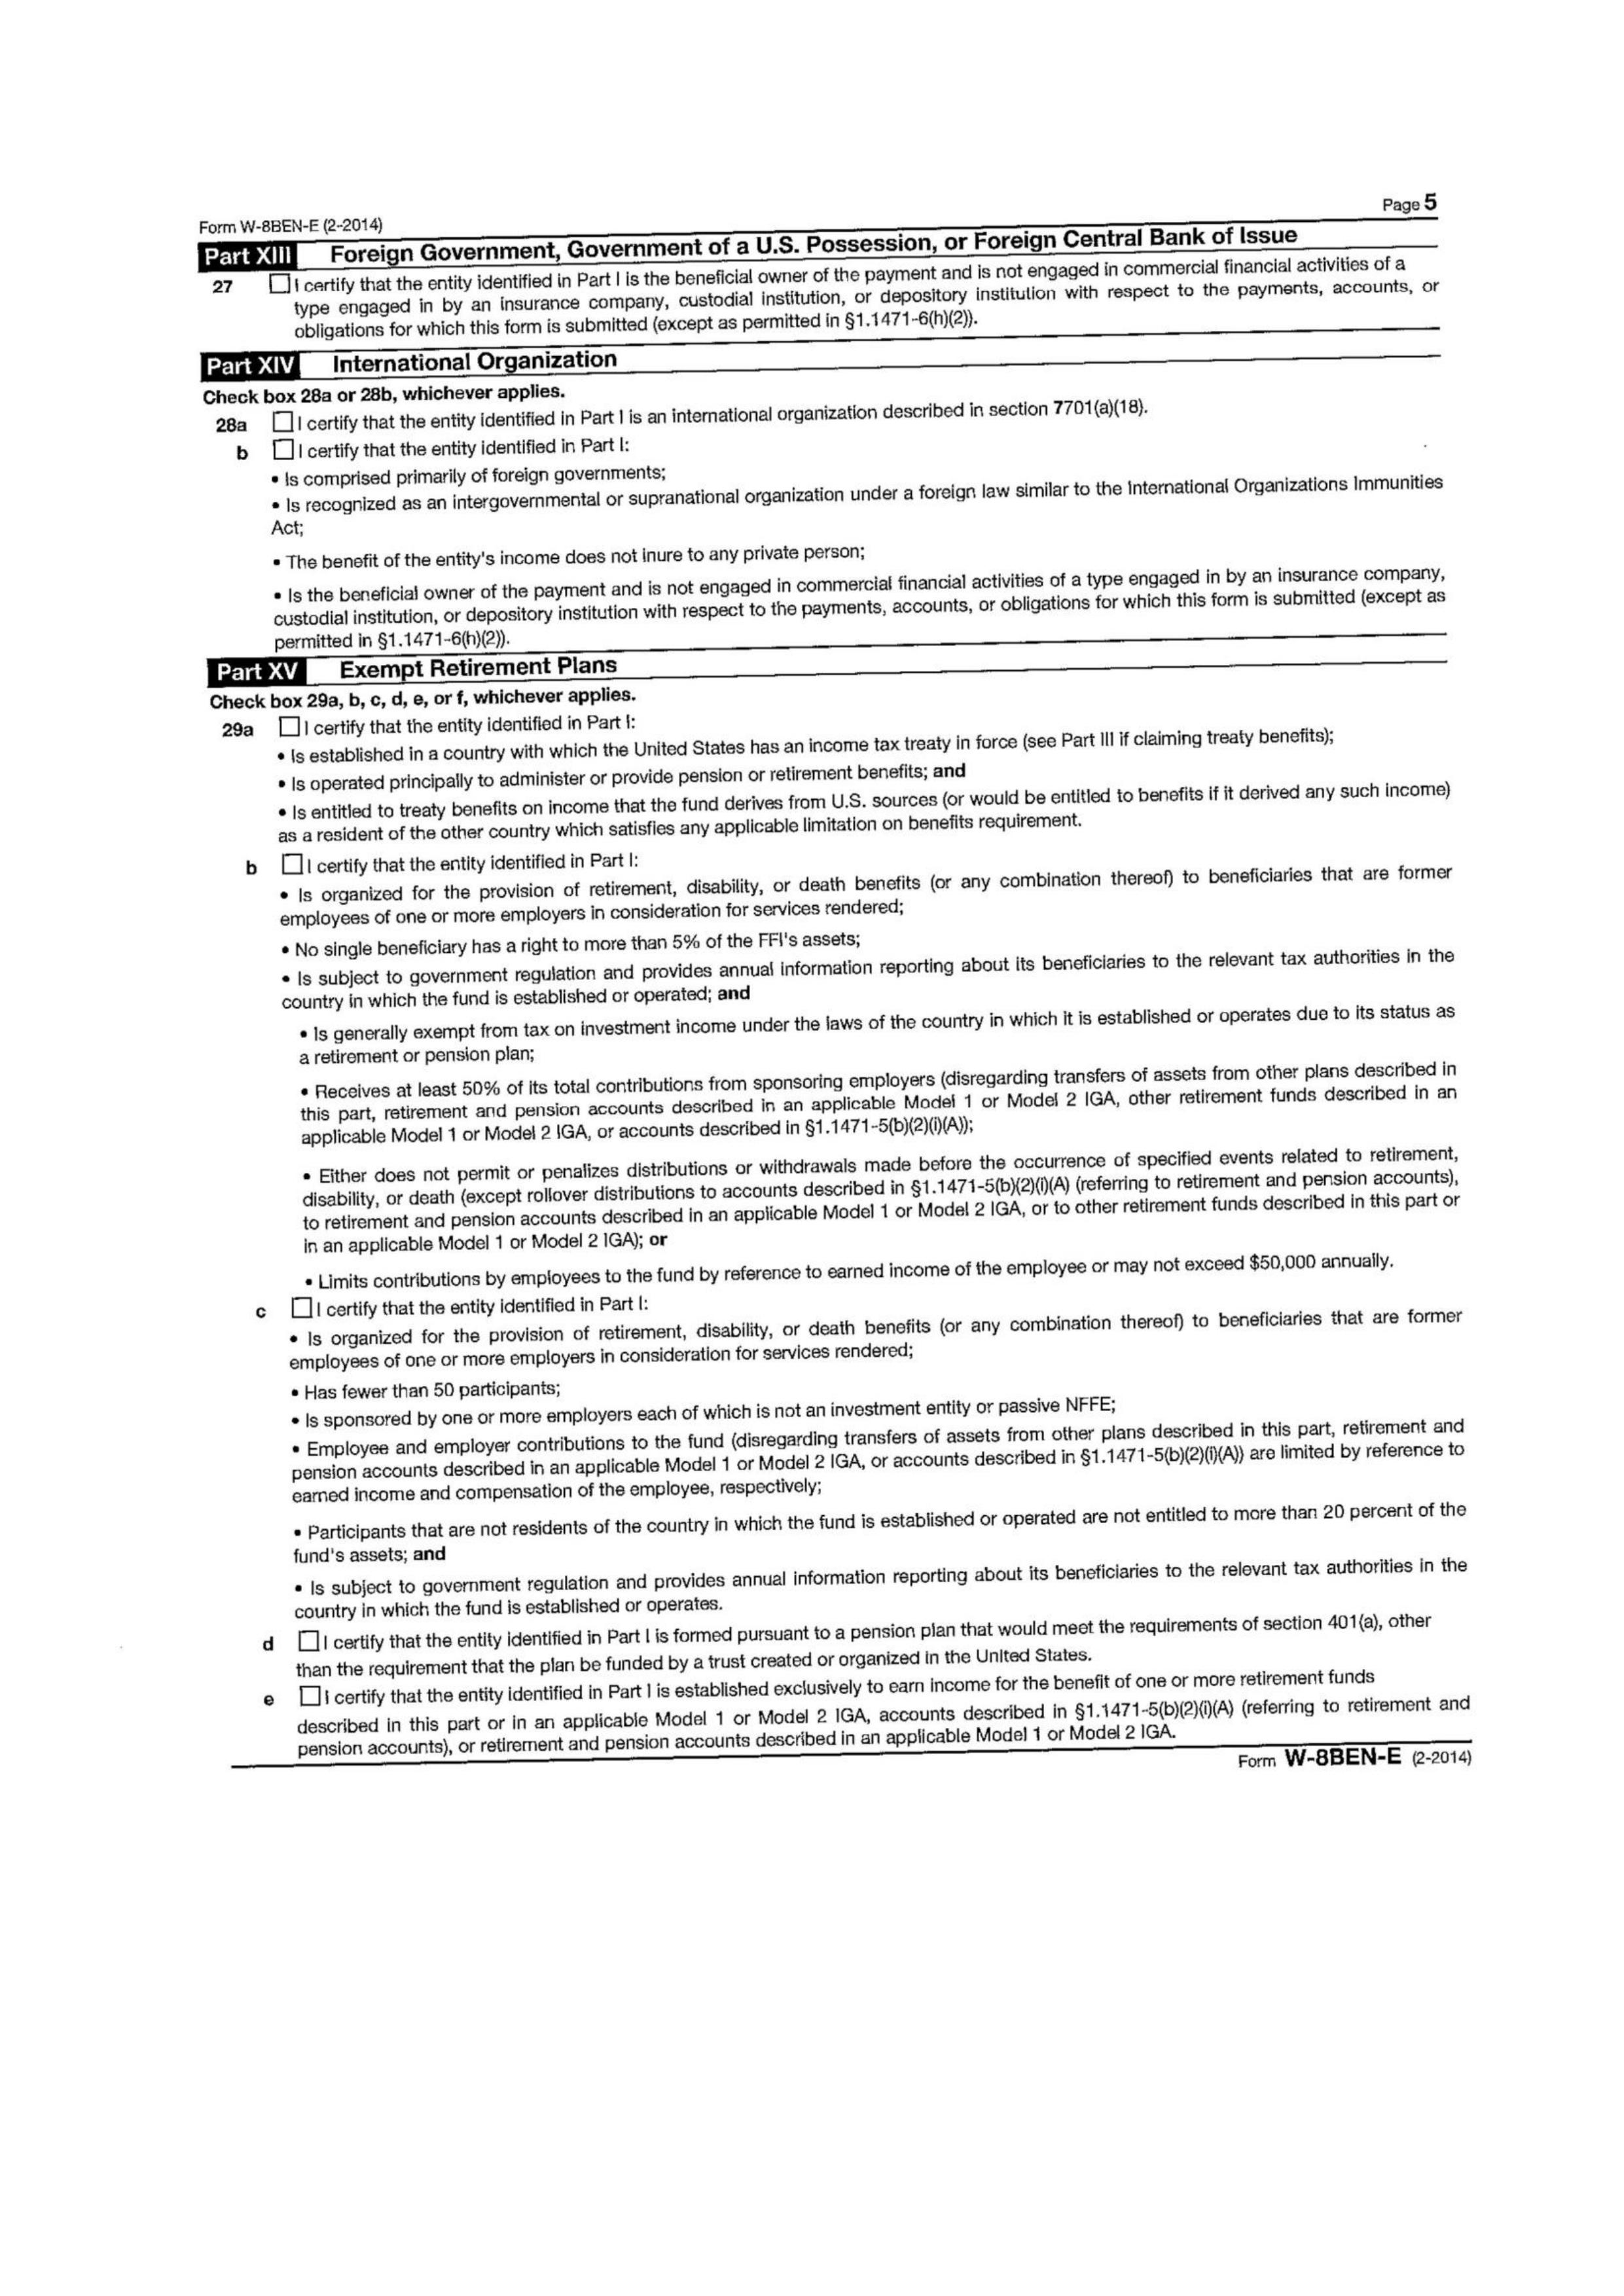 Page 5
Form W-8BEN-E (2-2014)
Part XIII Foreign Government, Government of a U.S. Possession, or Foreign Central Bank of Issue
27 I certify that the entity identified in Part I is the beneficial owner of the payment and is not engaged in commercial financial activities of a
type engaged in by an insurance company, custodial institution, or depository institution with respect to the payments, accounts, or
obligations for which this form is submitted (except as permitted in §1.1471-6(h)(2)).
Part XIV International Organization
Check box 28a or 28b, whichever applies.
28a I certify that the entity identified in Part I is an international organization described in section 7701(a)(18).
b I certify that the entity identified in Part I:
• Is comprised primarily of foreign governments;
• Is recognized as an intergovernmental or supranational organization under a foreign law similar to the International Organizations Immunities
Act;
• The benefit of the entity's income does not inure to any private person;
• Is the beneficial owner of the payment and is not engaged in commercial financial activities of a type engaged in by an insurance company,
custodial institution, or depository institution with respect to the payments, accounts, or obligations for which this form is submitted (except as
permitted in §1.1471-6(h)(2)).
Part XV Exempt Retirement Plans
Check box 29a, b, c, d, e, or f, whichever applies.
29a I certify that the entity identified in Part I:
• Is established in a country with which the United States has an income tax treaty in force (see Part III if claiming treaty benefits);
• Is operated principally to administer or provide pension or retirement benefits; and
• Is entitled to treaty benefits on income that the fund derives from U.S. sources (or would be entitled to benefits if it derived any such income)
as a resident of the other country which satisfies any applicable limitation on benefits requirement.
b I certify that the entity identified in Part I:
• Is organized for the provision of retirement, disability, or death benefits (or any combination thereof) to beneficiaries that are former
employees of one or more employers in consideration for services rendered;
• No single beneficiary has a right to more than 5% of the FFI's assets;
• Is subject to government regulation and provides annual information reporting about its beneficiaries to the relevant tax authorities in the
country in which the fund is established or operated; and
• Is generally exempt from tax on investment income under the laws of the country in which it is established or operates due to its status as
a retirement or pension plan;
• Receives at least 50% of its total contributions from sponsoring employers (disregarding transfers of assets from other plans described in
this part, retirement and pension accounts described in an applicable Model 1 or Model 2 IGA, other retirement funds described in an
applicable Model 1 or Model 2 IGA, or accounts described in §1.1471-5(b)(2)(i)(A));
• Either does not permit or penalizes distributions or withdrawals made before the occurrence of specified events related to retirement,
disability, or death (except rollover distributions to accounts described in §1.1471-5(b)(2)(i)(A) (referring to retirement and pension accounts),
to retirement and pension accounts described in an applicable Model 1 or Model 2 IGA, or to other retirement funds described in this part or
in an applicable Model 1 or Model 2 IGA); or
• Limits contributions by employees to the fund by reference to earned income of the employee or may not exceed $50,000 annually.
c I certify that the entity identified in Part I:
• Is organized for the provision of retirement, disability, or death benefits (or any combination thereof) to beneficiaries that are former
employees of one or more employers in consideration for services rendered;
• Has fewer than 50 participants;
• Is sponsored by one or more employers each of which is not an investment entity or passive NFFE;
• Employee and employer contributions to the fund (disregarding transfers of assets from other plans described in this part, retirement and
pension accounts described in an applicable Model 1 or Model 2 IGA, or accounts described in §1.1471-5(b)(2)(i)(A)) are limited by reference to
earned income and compensation of the employee, respectively;
• Participants that are not residents of the country in which the fund is established or operated are not entitled to more than 20 percent of the
fund's assets; and
• Is subject to government regulation and provides annual information reporting about its beneficiaries to the relevant tax authorities in the
country in which the fund is established or operates.
d I certify that the entity identified in Part I is formed pursuant to a pension plan that would meet the requirements of section 401(a), other
than the requirement that the plan be funded by a trust created or organized in the United States.
e I certify that the entity identified in Part I is established exclusively to earn income for the benefit of one or more retirement funds
described in this part or in an applicable Model 1 or Model 2 IGA, accounts described in §1.1471-5(b)(2)(i)(A) (referring to retirement and
pension accounts), or retirement and pension accounts described in an applicable Model 1 or Model 2 IGA.
Form W-8BEN-E (2-2014)